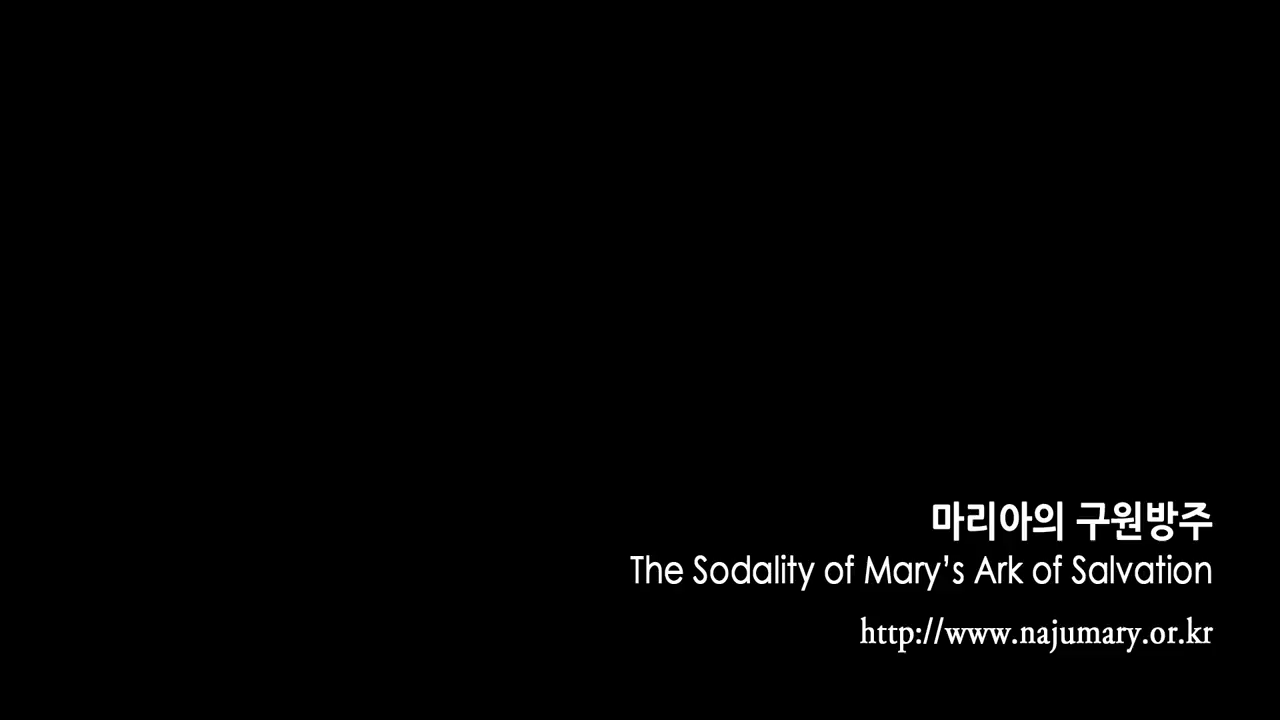 마리아의 구원방주
The Sodality of Mary’s Ark of Salvation
http://www.najumary.or.kr